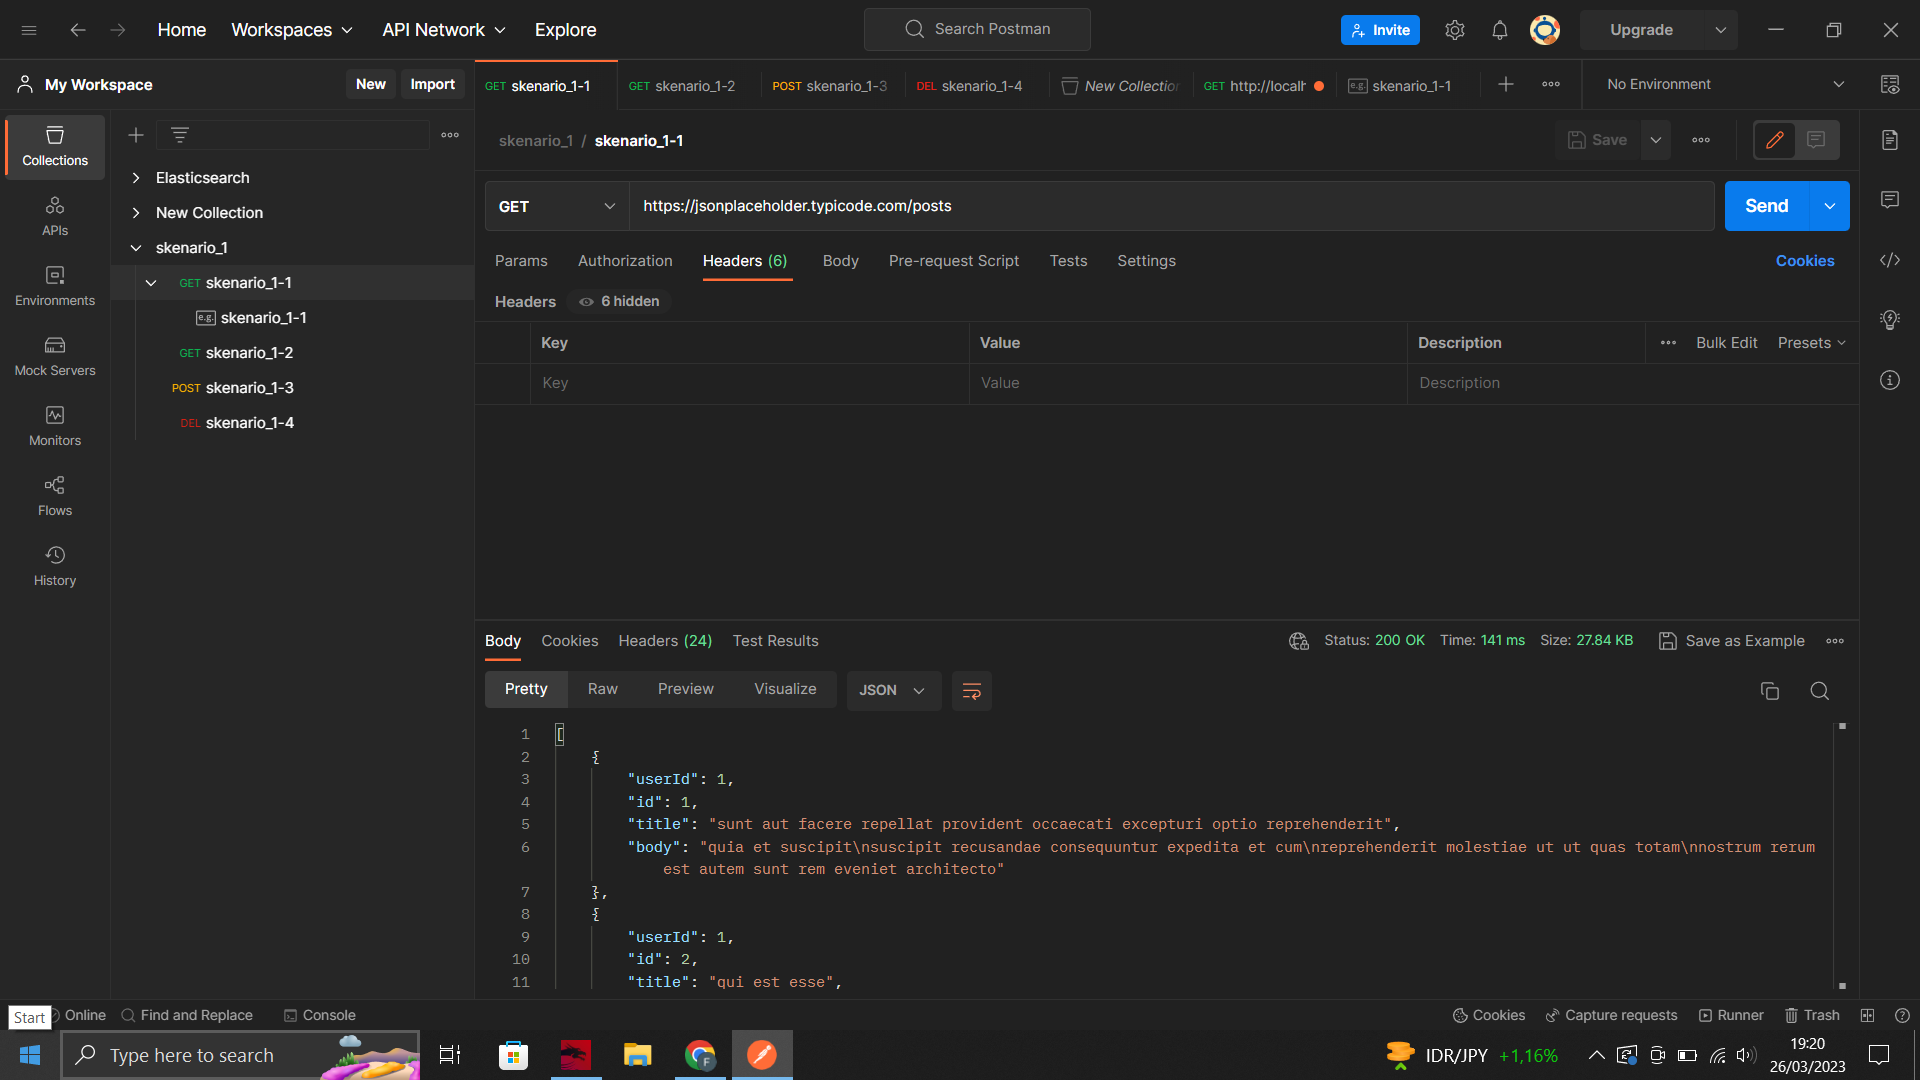 Home Workspaces API Network Explore Search Postman Invite Upgrade
My Workspace New Import
GET skenario_1-1 GET skenario_1-2 POST skenario_1-3 DEL skenario_1-4 New Collection GET http://localh e.g. skenario_1-1 No Environment
skenario_1 / skenario_1-1 Save
GET https://jsonplaceholder.typicode.com/posts Send
Params Authorization Headers (6) Body Pre-request Script Tests Settings Cookies
Headers 6 hidden
Key Value Description Bulk Edit Presets
Key Value Description
Collections
APIs
Environments
Mock Servers
Monitors
Flows
History
Elasticsearch
New Collection
skenario_1
GET skenario_1-1
e.g. skenario_1-1
GET skenario_1-2
POST skenario_1-3
DEL skenario_1-4
Body Cookies Headers (24) Test Results Status: 200 OK Time: 141 ms Size: 27.84 KB Save as Example
Pretty Raw Preview Visualize JSON
1 [
2 {
3 "userId": 1,
4 "id": 1,
5 "title": "sunt aut facere repellat provident occaecati excepturi optio reprehenderit",
6 "body": "quia et suscipit\nsuscipit recusandae consequuntur expedita et cum\nreprehenderit molestiae ut ut quas totam\nnostrum rerum
est autem sunt rem eveniet architecto"
7 },
8 {
9 "userId": 1,
10 "id": 2,
11 "title": "qui est esse",
Start Online Find and Replace Console Cookies Capture requests Runner Trash
Type here to search F IDR/JPY +1,16% 19:20
26/03/2023